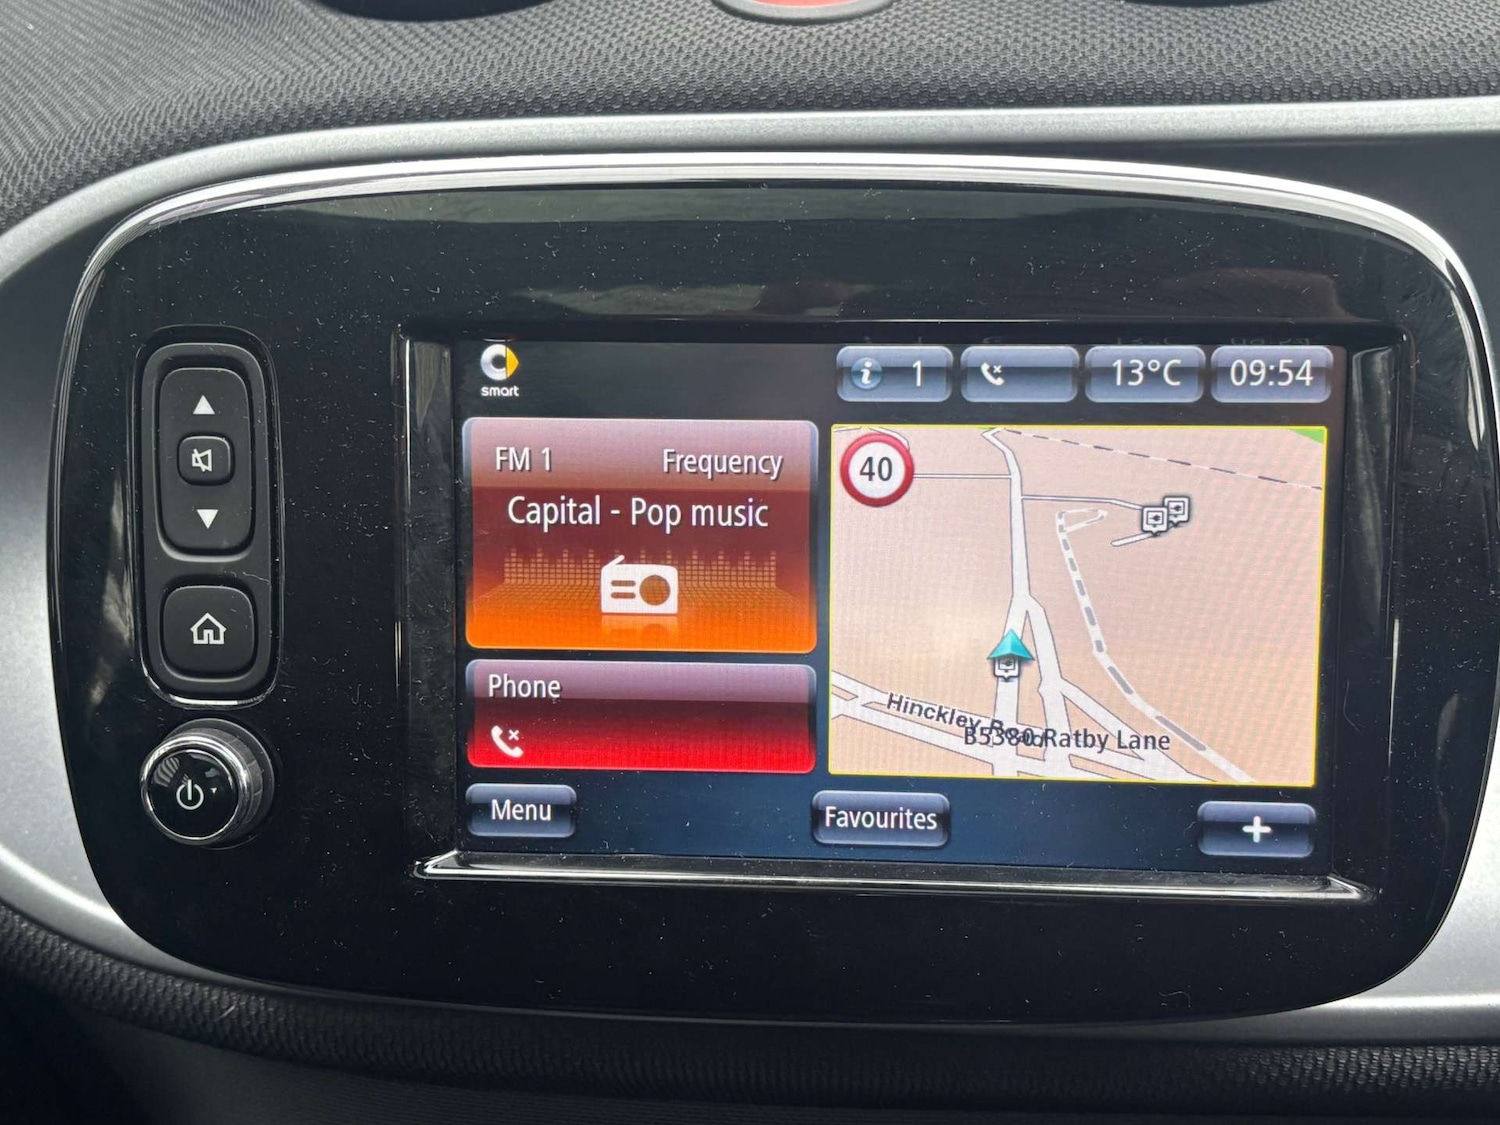 smart
1
13°C
09:54
FM 1
Frequency
Capital - Pop music
40
Phone
Hinckley Road
B5380 Ratby Lane
Menu
Favourites
+